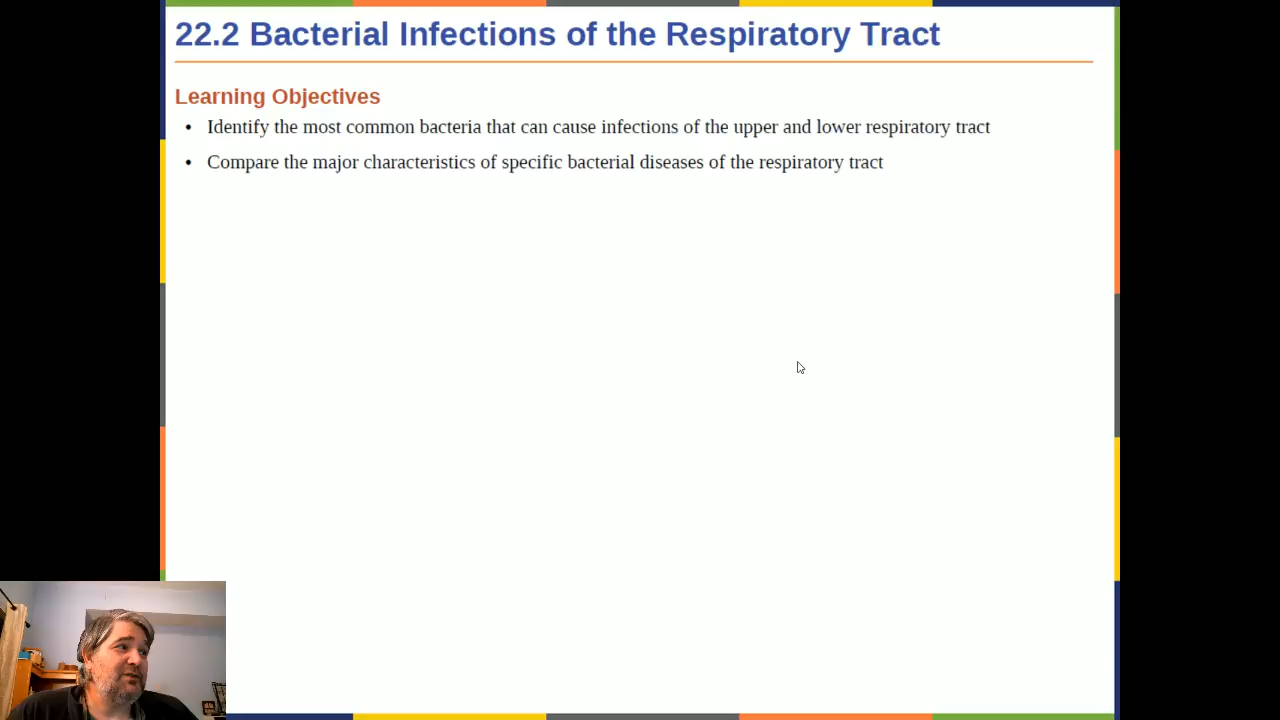 22.2 Bacterial Infections of the Respiratory Tract
Learning Objectives
• Identify the most common bacteria that can cause infections of the upper and lower respiratory tract
• Compare the major characteristics of specific bacterial diseases of the respiratory tract